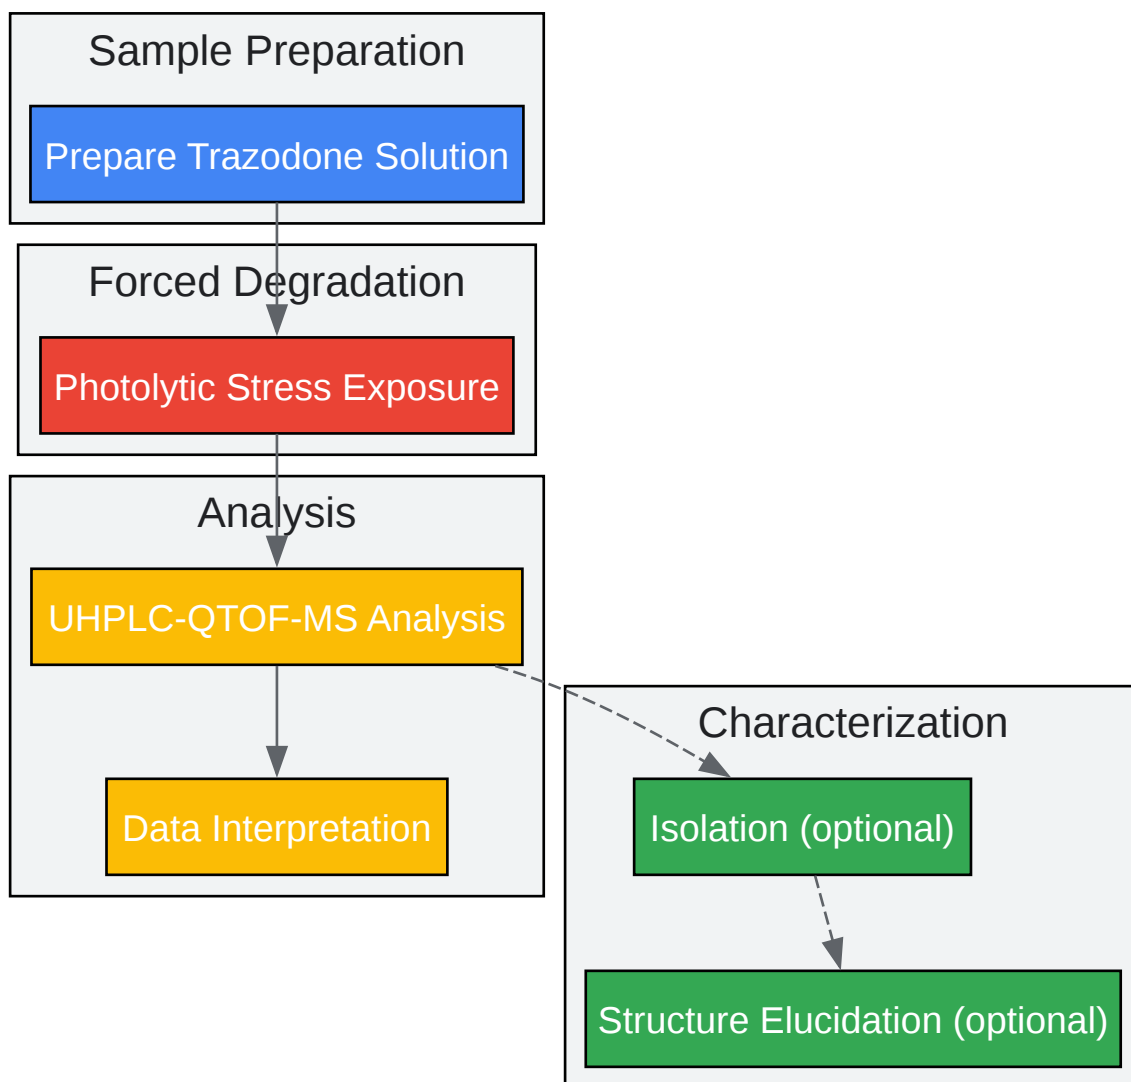 Sample Preparation
Prepare Trazodone Solution
Forced Degradation
Photolytic Stress Exposure
Analysis
UHPLC-QTOF-MS Analysis
Data Interpretation
Characterization
Isolation (optional)
Structure Elucidation (optional)